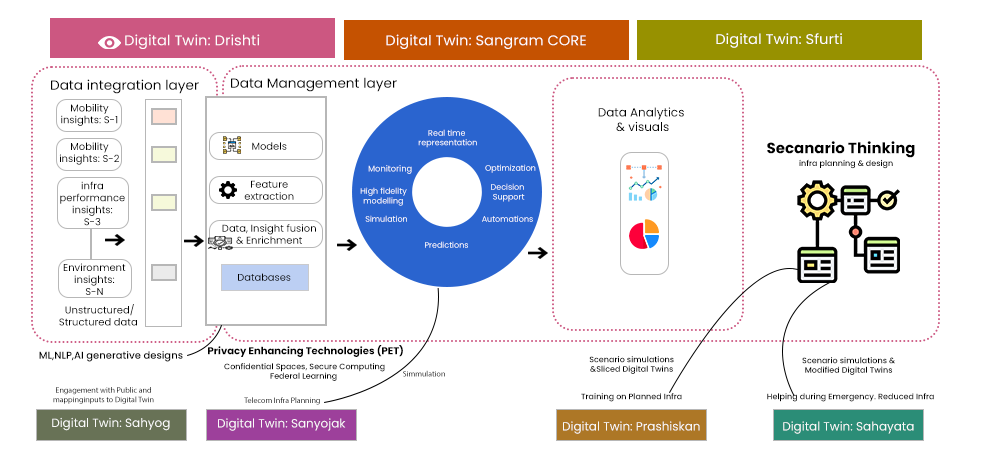 Digital Twin: Drishti
Digital Twin: Sangram CORE
Digital Twin: Sfurti
Data integration layer
Mobility
insights: S-1
Mobility
insights: S-2
infra
performance
insights:
S-3
Environment
insights:
S-N
Unstructured/
Structured data
Data Management layer
Models
Feature
extraction
Data, Insight fusion
& Enrichment
Databases
Real time
representation
Monitoring
Optimization
High fidelity
modelling
Decision
Support
Simulation
Automations
Predictions
Data Analytics
& visuals
Secanario Thinking
infra planning & design
ML,NLP,AI generative designs
Privacy Enhancing Technologies (PET)
Confidential Spaces, Secure Computing
Federal Learning
Simmulation
Scenario simulations
&Sliced Digital Twins
Scenario simulations &
Modified Digital Twins
Engagement with Public and
mappinginputs to Digital Twin
Telecom Infra Planning
Training on Planned Infra
Helping during Emergency. Reduced Infra
Digital Twin: Sahyog
Digital Twin: Sanyojak
Digital Twin: Prashiskan
Digital Twin: Sahayata